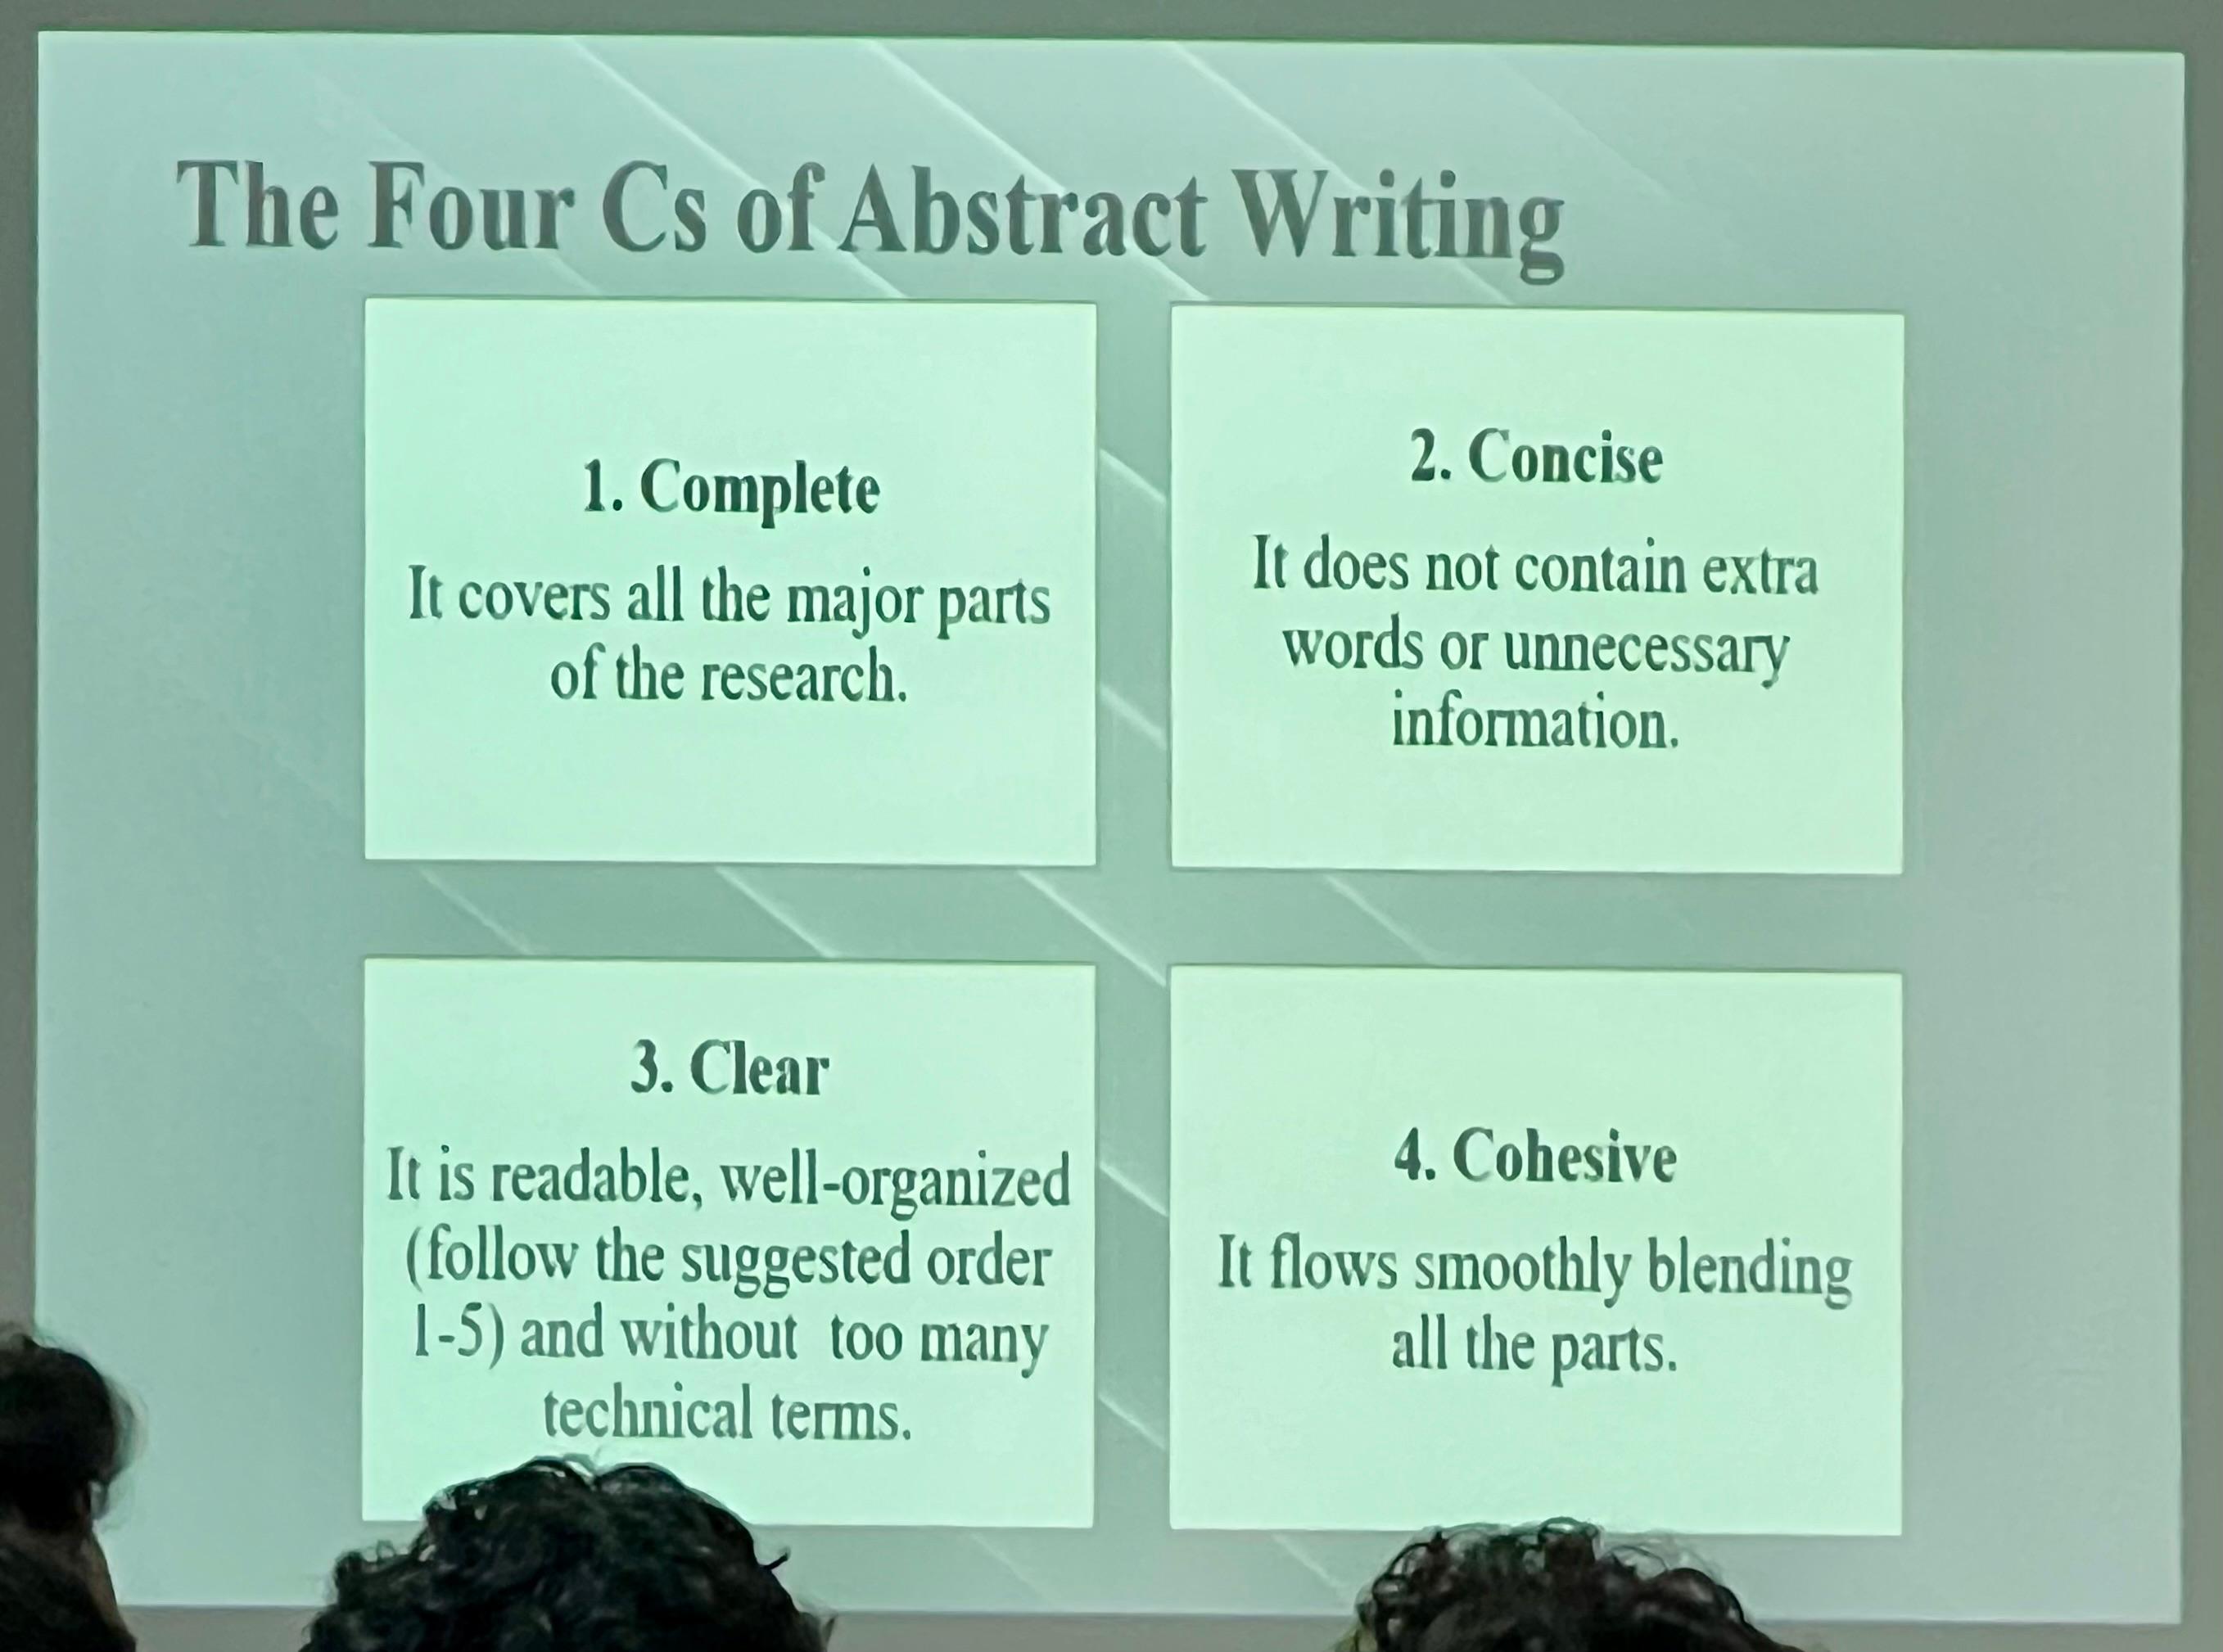 The Four Cs of Abstract Writing
1. Complete
It covers all the major parts
of the research.
2. Concise
It does not contain extra
words or unnecessary
information.
3. Clear
It is readable, well-organized
(follow the suggested order
1-5) and without too many
technical terms.
4. Cohesive
It flows smoothly blending
all the parts.